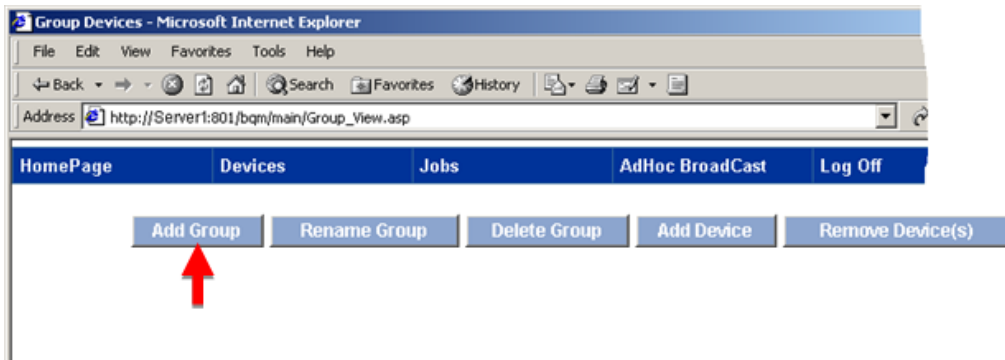 Group Devices - Microsoft Internet Explorer
File Edit View Favorites Tools Help
Back Search Favorites History
Address http://Server1:801/bqm/main/Group_View.asp
HomePage Devices Jobs AdHoc BroadCast Log Off
Add Group Rename Group Delete Group Add Device Remove Device(s)